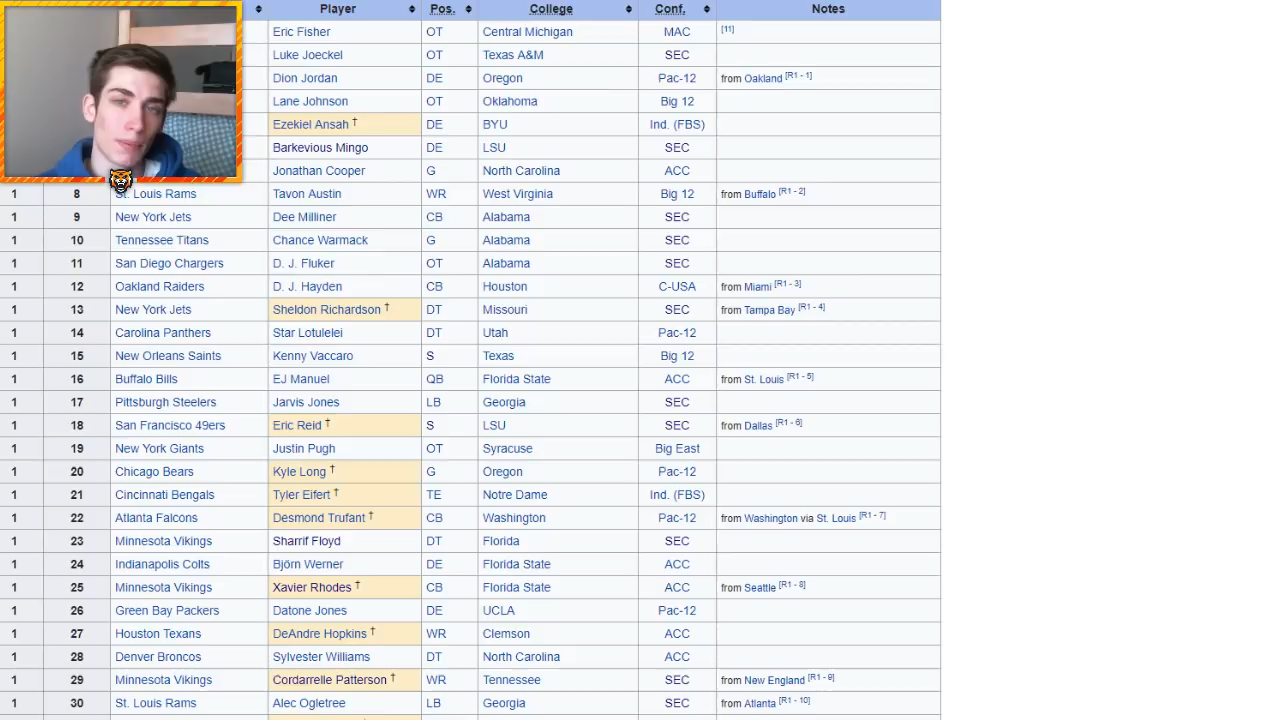 Player Pos. College Conf. Notes
Eric Fisher OT Central Michigan MAC [11]
Luke Joeckel OT Texas A&M SEC
Dion Jordan DE Oregon Pac-12 from Oakland [R1 - 1]
Lane Johnson OT Oklahoma Big 12
Ezekiel Ansah † DE BYU Ind. (FBS)
Barkevious Mingo DE LSU SEC
Jonathan Cooper G North Carolina ACC
1 8 St. Louis Rams Tavon Austin WR West Virginia Big 12 from Buffalo [R1 - 2]
1 9 New York Jets Dee Milliner CB Alabama SEC
1 10 Tennessee Titans Chance Warmack G Alabama SEC
1 11 San Diego Chargers D. J. Fluker OT Alabama SEC
1 12 Oakland Raiders D. J. Hayden CB Houston C-USA from Miami [R1 - 3]
1 13 New York Jets Sheldon Richardson † DT Missouri SEC from Tampa Bay [R1 - 4]
1 14 Carolina Panthers Star Lotulelei DT Utah Pac-12
1 15 New Orleans Saints Kenny Vaccaro S Texas Big 12
1 16 Buffalo Bills EJ Manuel QB Florida State ACC from St. Louis [R1 - 5]
1 17 Pittsburgh Steelers Jarvis Jones LB Georgia SEC
1 18 San Francisco 49ers Eric Reid † S LSU SEC from Dallas [R1 - 6]
1 19 New York Giants Justin Pugh OT Syracuse Big East
1 20 Chicago Bears Kyle Long † G Oregon Pac-12
1 21 Cincinnati Bengals Tyler Eifert † TE Notre Dame Ind. (FBS)
1 22 Atlanta Falcons Desmond Trufant † CB Washington Pac-12 from Washington via St. Louis [R1 - 7]
1 23 Minnesota Vikings Sharrif Floyd DT Florida SEC
1 24 Indianapolis Colts Björn Werner DE Florida State ACC
1 25 Minnesota Vikings Xavier Rhodes † CB Florida State ACC from Seattle [R1 - 8]
1 26 Green Bay Packers Datone Jones DE UCLA Pac-12
1 27 Houston Texans DeAndre Hopkins † WR Clemson ACC
1 28 Denver Broncos Sylvester Williams DT North Carolina ACC
1 29 Minnesota Vikings Cordarrelle Patterson † WR Tennessee SEC from New England [R1 - 9]
1 30 St. Louis Rams Alec Ogletree LB Georgia SEC from Atlanta [R1 - 10]